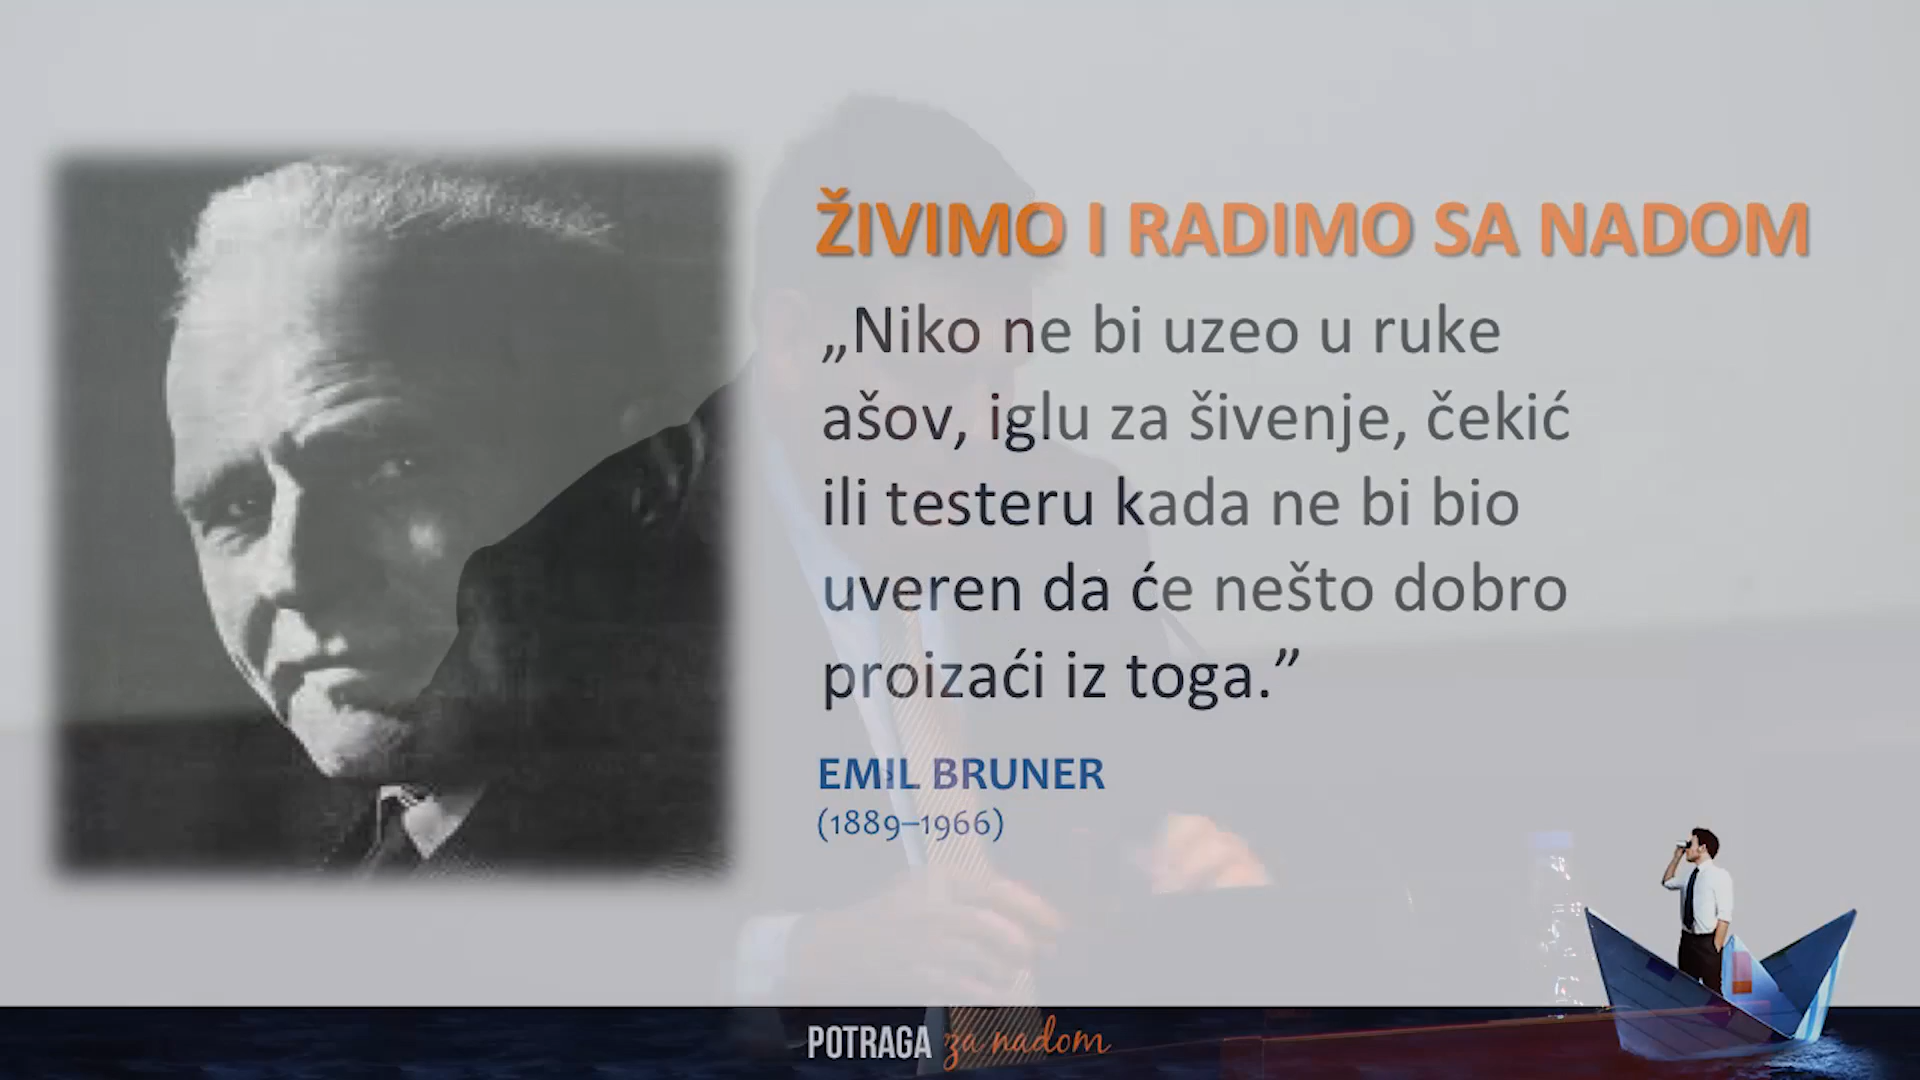 ŽIVIMO I RADIMO SA NADOM
„Niko ne bi uzeo u ruke
ašov, iglu za šivenje, čekić
ili testeru kada ne bi bio
uveren da će nešto dobro
proizaći iz toga.”
EMIL BRUNER
(1889–1966)
POTRAGA za nadom